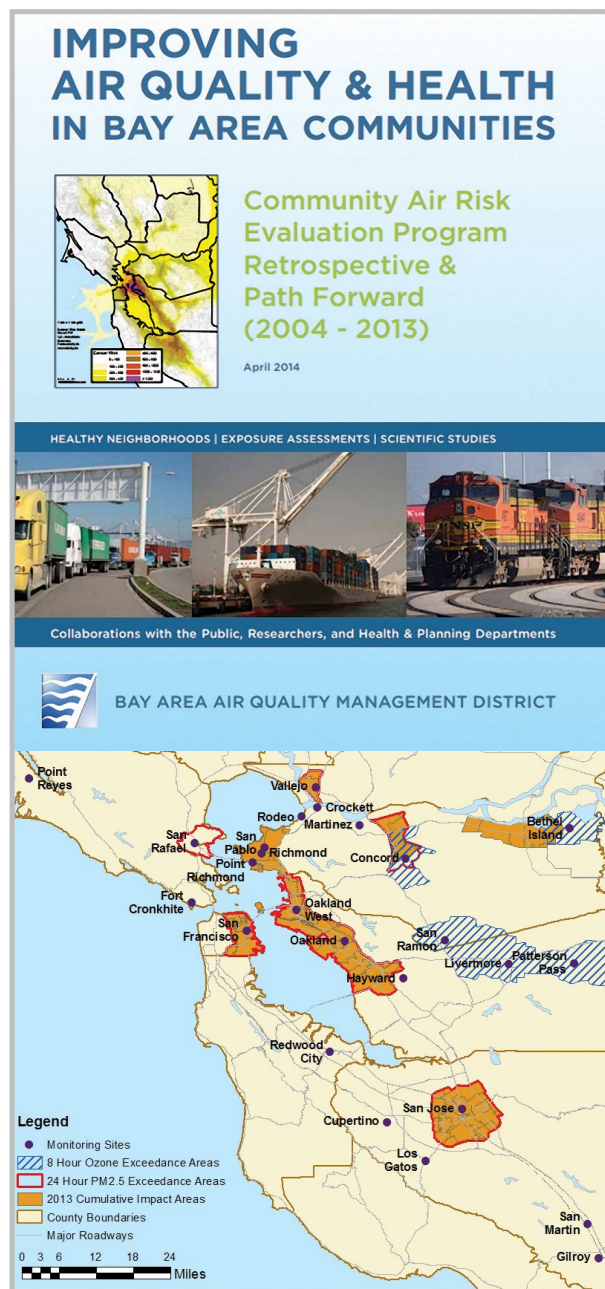 IMPROVING
AIR QUALITY & HEALTH
IN BAY AREA COMMUNITIES
Community Air Risk
Evaluation Program
Retrospective &
Path Forward
(2004 - 2013)
April 2014
Cancer Risk
HEALTHY NEIGHBORHOODS | EXPOSURE ASSESSMENTS | SCIENTIFIC STUDIES
Collaborations with the Public, Researchers, and Health & Planning Departments
BAY AREA AIR QUALITY MANAGEMENT DISTRICT
Point
Reyes
Vallejo
Crockett
Rodeo
Martinez
Bethel
Island
San
Rafael
San
Pablo
Richmond
Point
Richmond
Concord
Fort
Cronkhite
Oakland
West
San
Francisco
Oakland
San
Ramon
Livermore
Patterson
Pass
Hayward
Redwood
City
San Jose
Cupertino
Los
Gatos
San
Martin
Gilroy
Legend
Monitoring Sites
8 Hour Ozone Exceedance Areas
24 Hour PM2.5 Exceedance Areas
2013 Cumulative Impact Areas
County Boundaries
Major Roadways
0 3 6 12 18 24
Miles